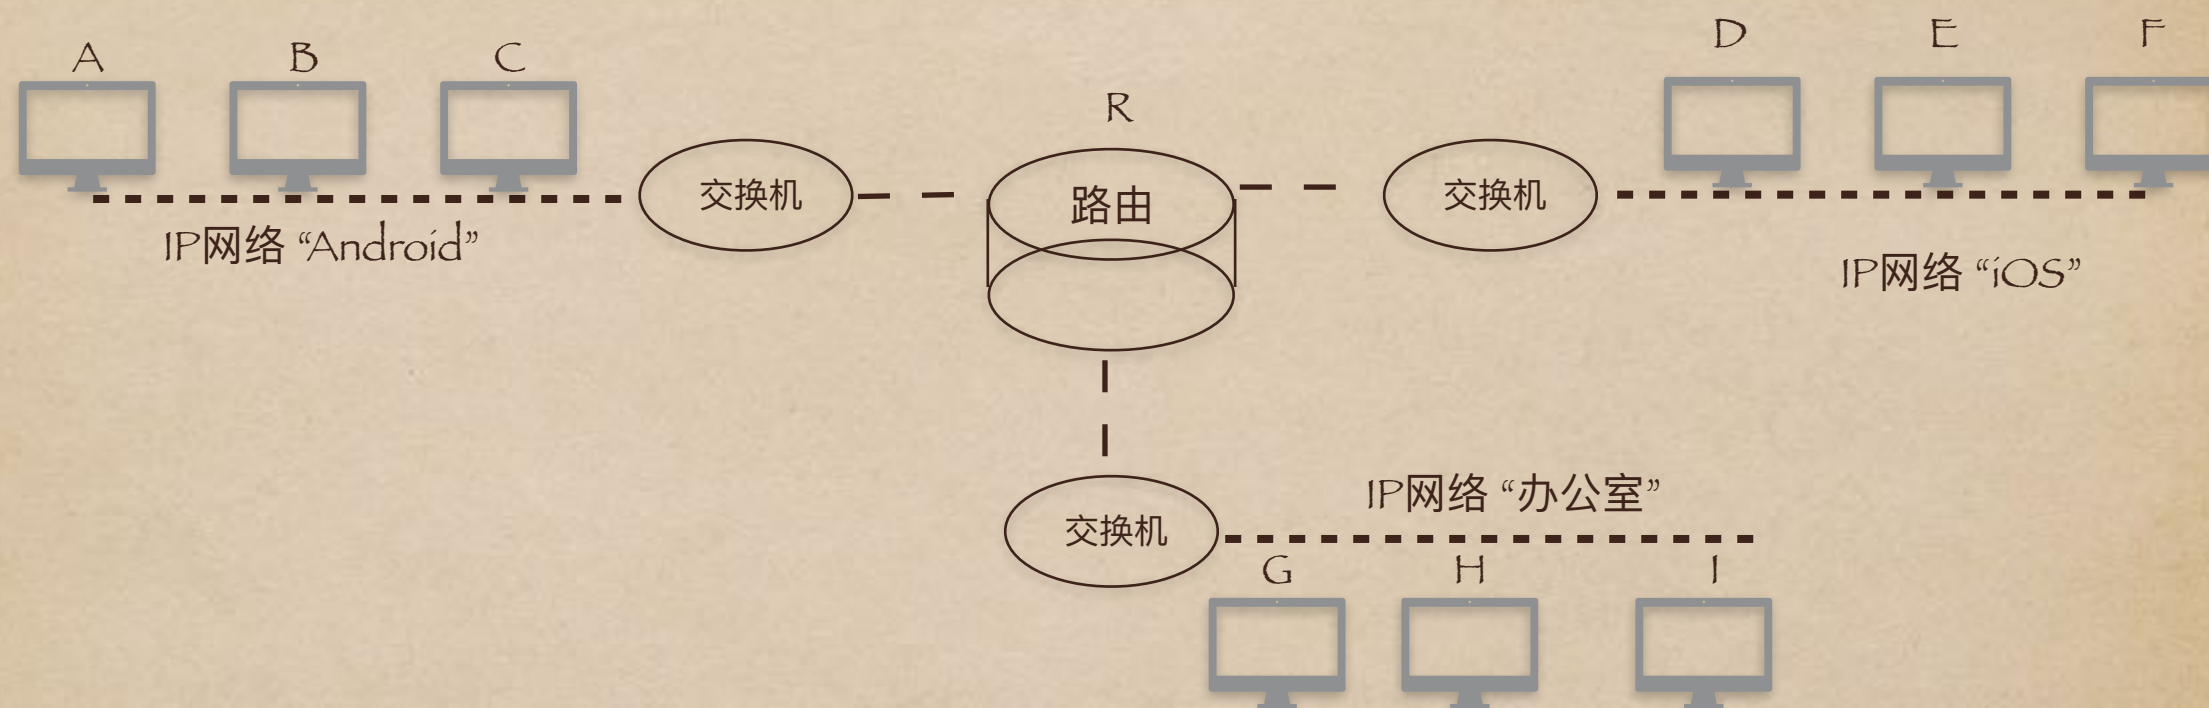 A
B
C
D
E
F
R
交换机
路由
交换机
IP网络 “Android”
IP网络 “iOS”
交换机
IP网络 “办公室”
G
H
I